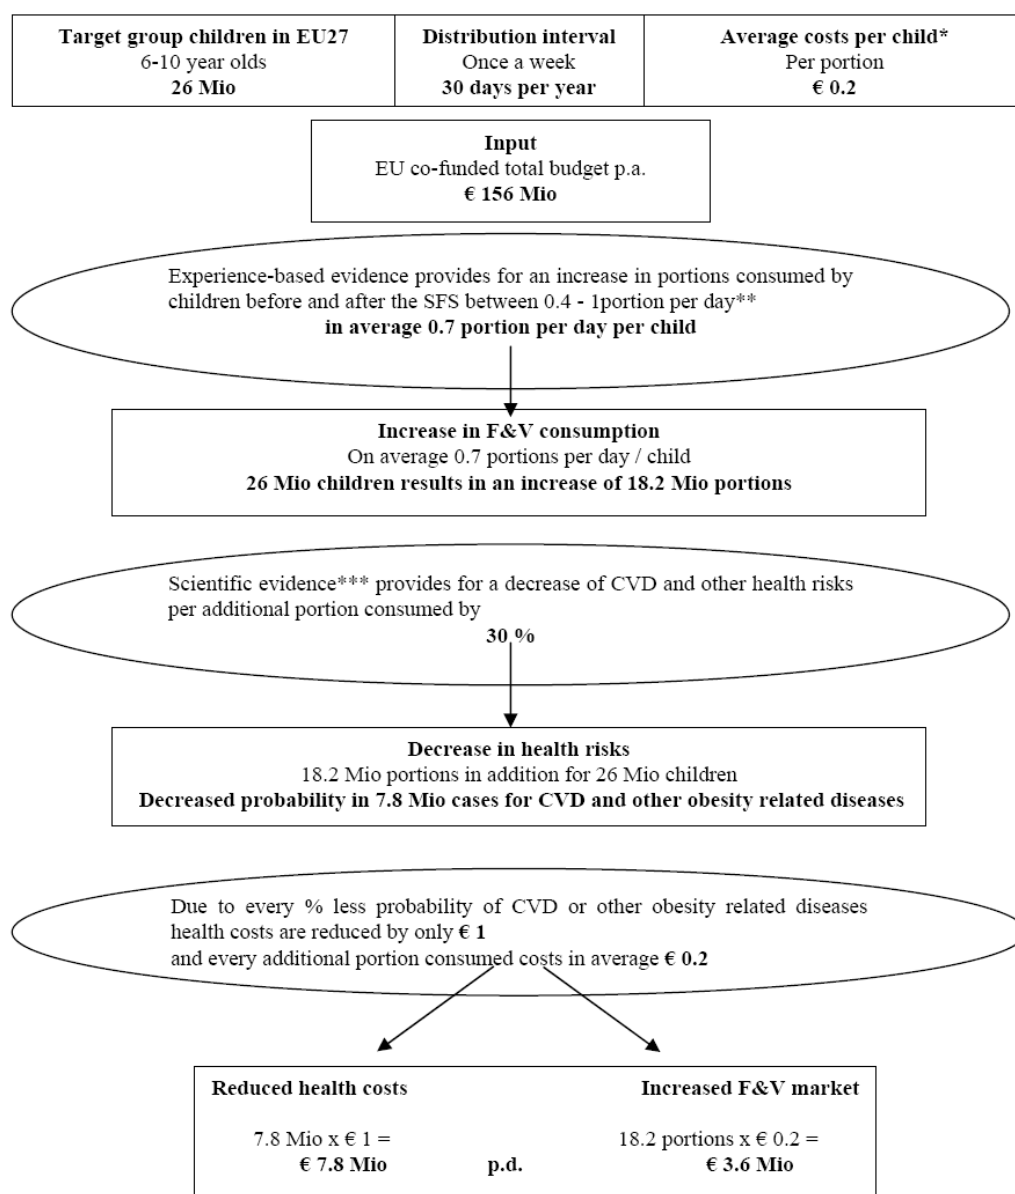 Target group children in EU27
6-10 year olds
26 Mio
Distribution interval
Once a week
30 days per year
Average costs per child*
Per portion
€ 0.2
Input
EU co-funded total budget p.a.
€ 156 Mio
Experience-based evidence provides for an increase in portions consumed by
children before and after the SFS between 0.4 - 1portion per day**
in average 0.7 portion per day per child
Increase in F&V consumption
On average 0.7 portions per day / child
26 Mio children results in an increase of 18.2 Mio portions
Scientific evidence*** provides for a decrease of CVD and other health risks
per additional portion consumed by
30 %
Decrease in health risks
18.2 Mio portions in addition for 26 Mio children
Decreased probability in 7.8 Mio cases for CVD and other obesity related diseases
Due to every % less probability of CVD or other obesity related diseases
health costs are reduced by only € 1
and every additional portion consumed costs in average € 0.2
Reduced health costs
7.8 Mio x € 1 =
€ 7.8 Mio
p.d.
Increased F&V market
18.2 portions x € 0.2 =
€ 3.6 Mio